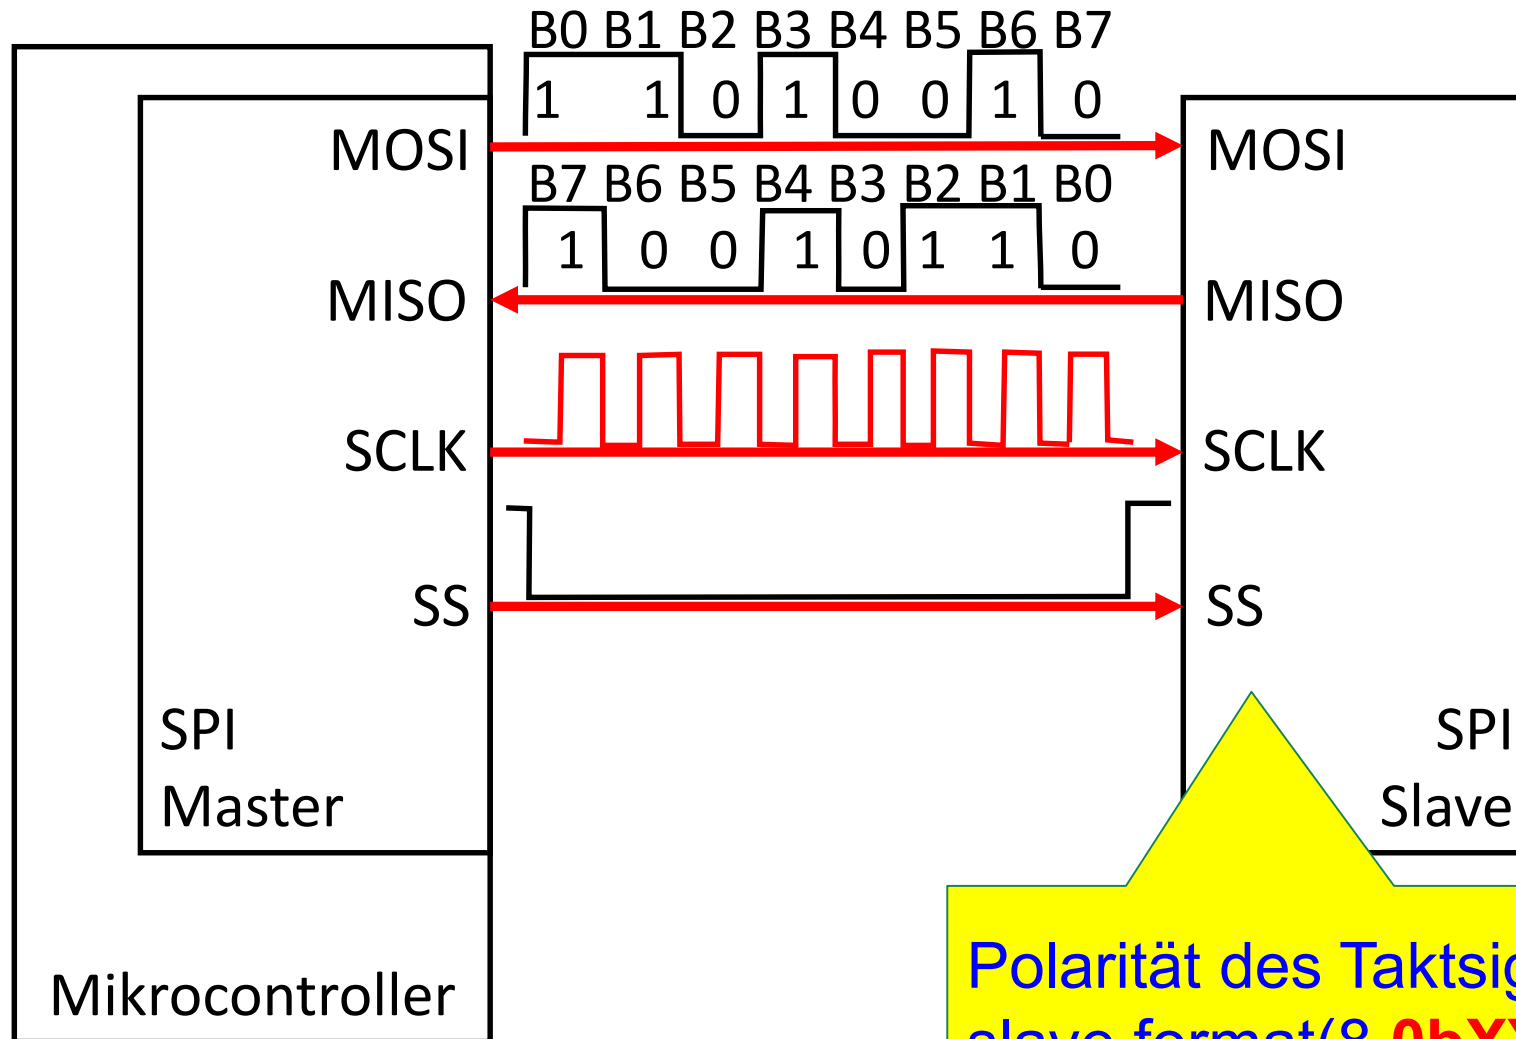 B0 B1 B2 B3 B4 B5 B6 B7
1 1 0 1 0 0 1 0
MOSI MOSI
B7 B6 B5 B4 B3 B2 B1 B0
1 0 0 1 0 1 1 0
MISO MISO
SCLK SCLK
SS SS
SPI
Master
SPI
Slave
Mikrocontroller
Polarität des